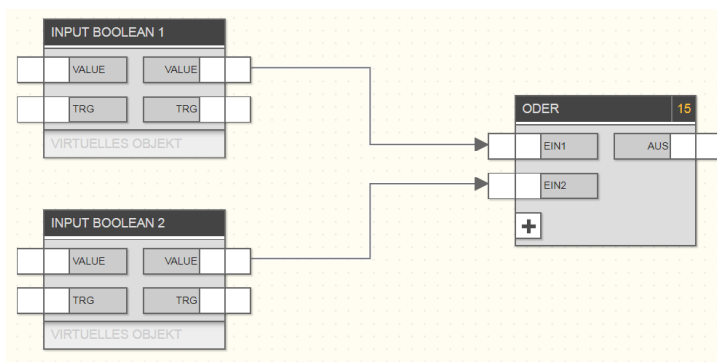 INPUT BOOLEAN 1
VALUE VALUE
TRG TRG
VIRTUELLES OBJEKT
ODER 15
EIN1 AUS
EIN2
INPUT BOOLEAN 2
VALUE VALUE
TRG TRG
VIRTUELLES OBJEKT